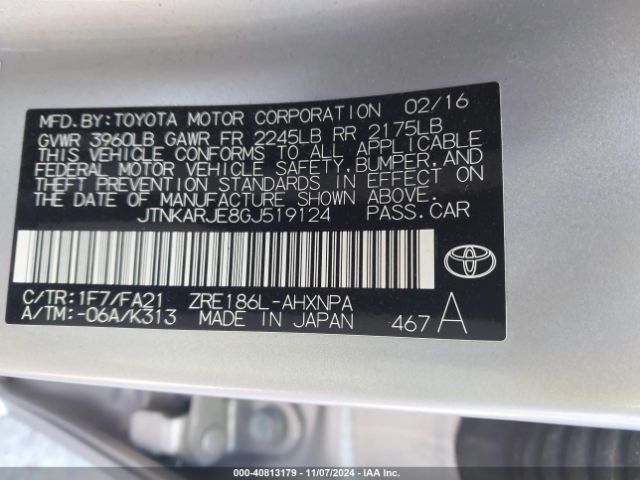 MFD.BY:TOYOTA MOTOR CORPORATION 02/16
GVWR 3960LB GAWR FR 2245LB RR 2175LB
THIS VEHICLE CONFORMS TO ALL APPLICABLE
FEDERAL MOTOR VEHICLE SAFETY,BUMPER,AND
THEFT PREVENTION STANDARDS IN EFFECT ON
THE DATE OF MANUFACTURE SHOWN ABOVE.
JTNKARJE8GJ519124 PASS.CAR
C/TR:1F7/FA21 ZRE186L-AHXNPA
A/TM:-06A/K313 MADE IN JAPAN 467 A
000-40813179 | 11/07/2024 - IAA Inc.